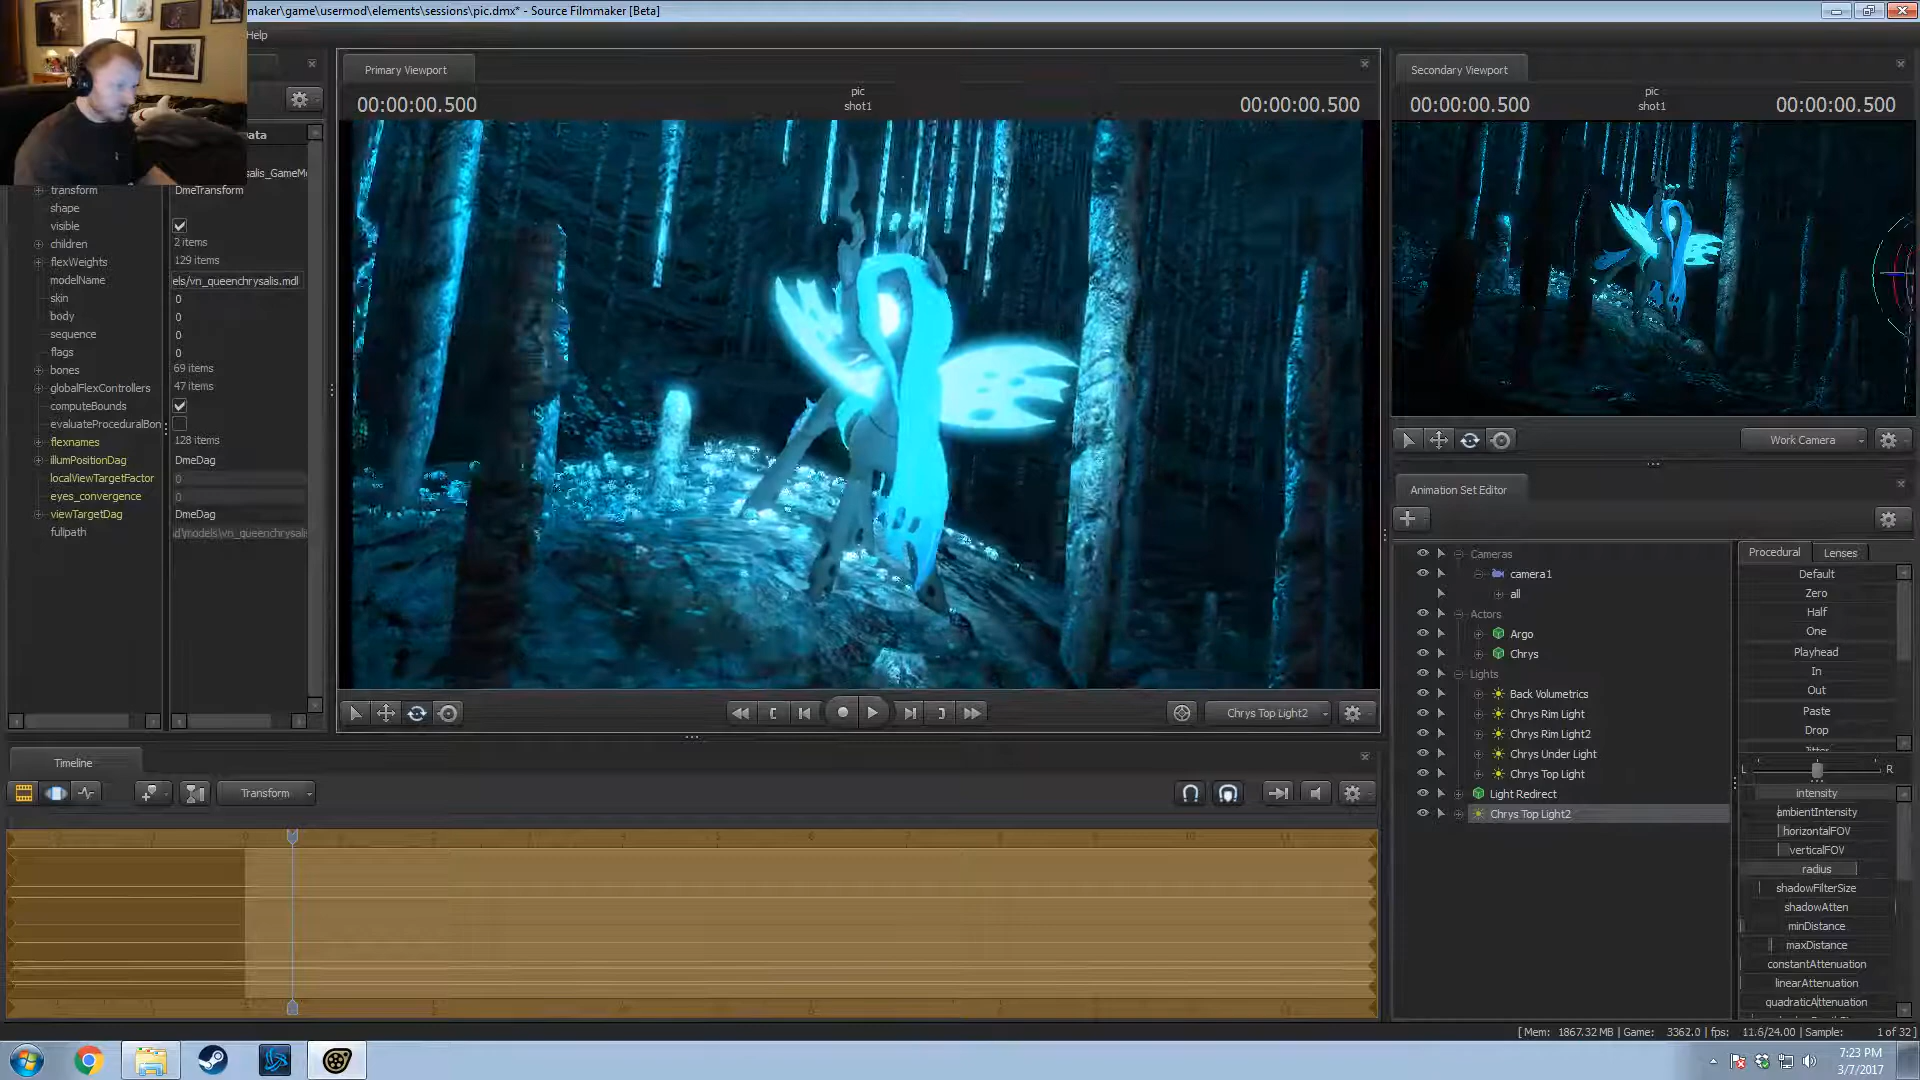 maker\game\usermod\elements\sessions\pic.dmx* - Source Filmmaker [Beta]
Help
ata
salis_GameMo
transform
DmeTransform
shape
visible
children
2 items
flexWeights
129 items
modelName
els/vn_queenchrysalis.mdl
skin
0
body
0
sequence
0
flags
0
bones
69 items
globalFlexControllers
47 items
computeBounds
evaluateProceduralBon
flexnames
128 items
illumPositionDag
DmeDag
localViewTargetFactor
0
eyes_convergence
0
viewTargetDag
DmeDag
fullpath
d\models\vn_queenchrysalis
Primary Viewport
00:00:00.500
pic
shot1
00:00:00.500
Chrys Top Light2
Secondary Viewport
00:00:00.500
pic
shot1
00:00:00.500
Work Camera
Animation Set Editor
Cameras
camera1
all
Actors
Argo
Chrys
Lights
Back Volumetrics
Chrys Rim Light
Chrys Rim Light2
Chrys Under Light
Chrys Top Light
Light Redirect
Chrys Top Light2
Procedural
Lenses
Default
Zero
Half
One
Playhead
In
Out
Paste
Drop
Jitter
L
R
intensity
ambientIntensity
horizontalFOV
verticalFOV
radius
shadowFilterSize
shadowAtten
minDistance
maxDistance
constantAttenuation
linearAttenuation
quadraticAttenuation
Timeline
Transform
[ Mem: 1867.32 MB | Game: 3362.0 | fps: 11.6/24.00 | Sample: 1 of 32 ]
7:23 PM
3/7/2017